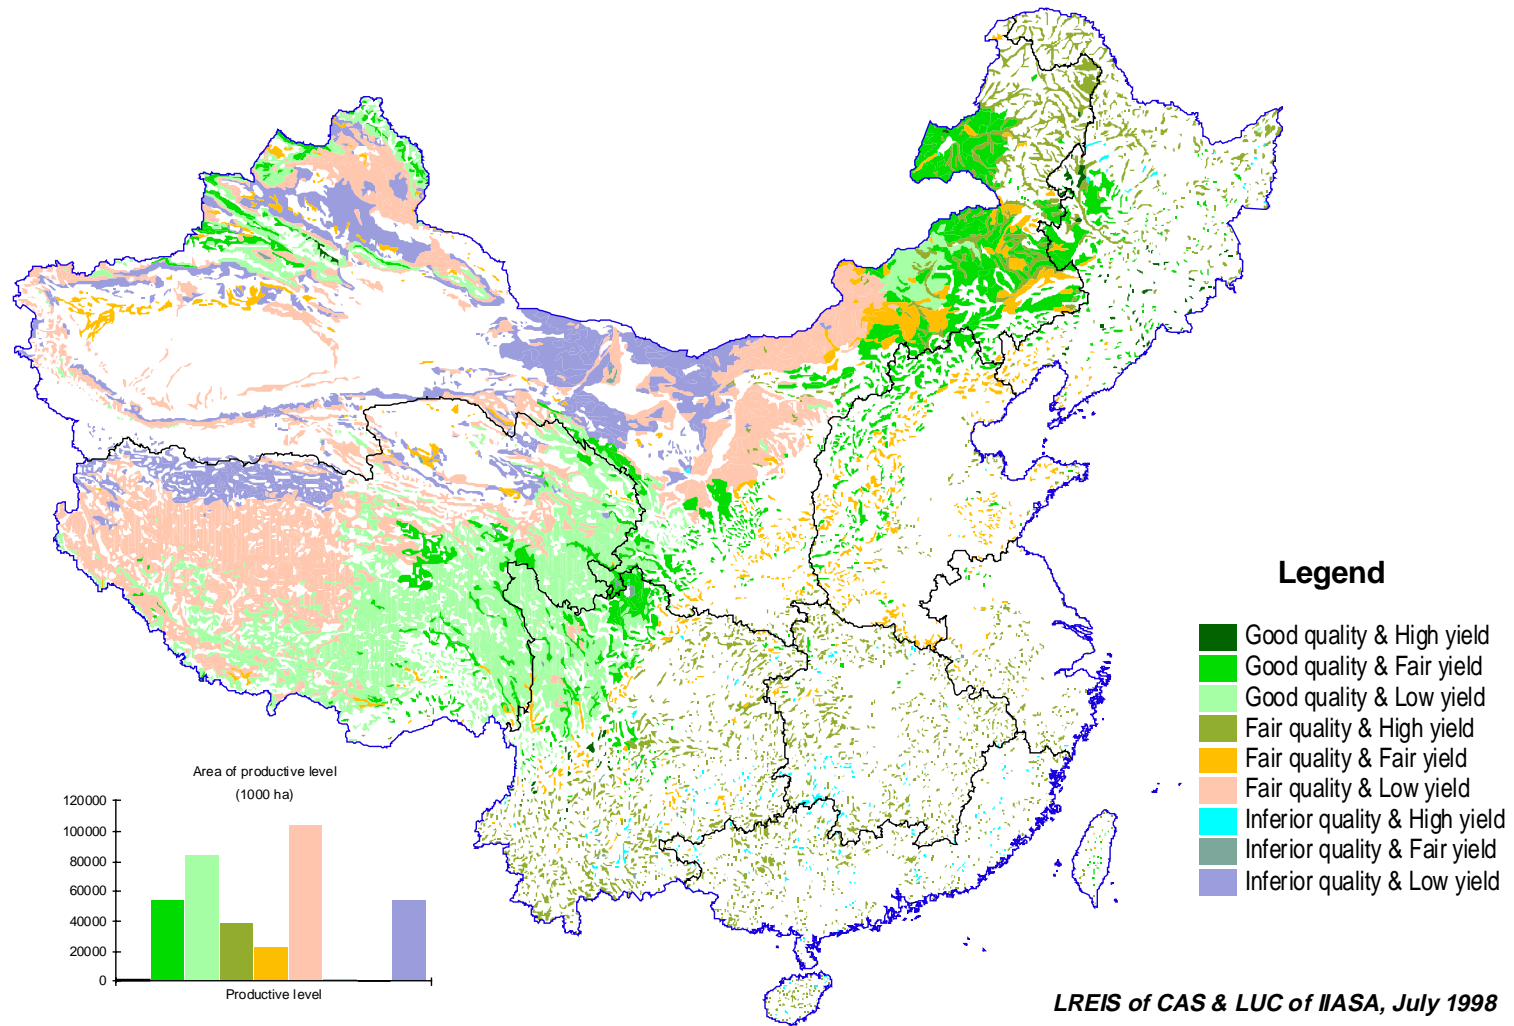 Legend
Good quality & High yield
Good quality & Fair yield
Good quality & Low yield
Fair quality & High yield
Fair quality & Fair yield
Fair quality & Low yield
Inferior quality & High yield
Inferior quality & Fair yield
Inferior quality & Low yield
Area of productive level
(1000 ha)
120000
100000
80000
60000
40000
20000
0
Productive level
LREIS of CAS & LUC of IIASA, July 1998